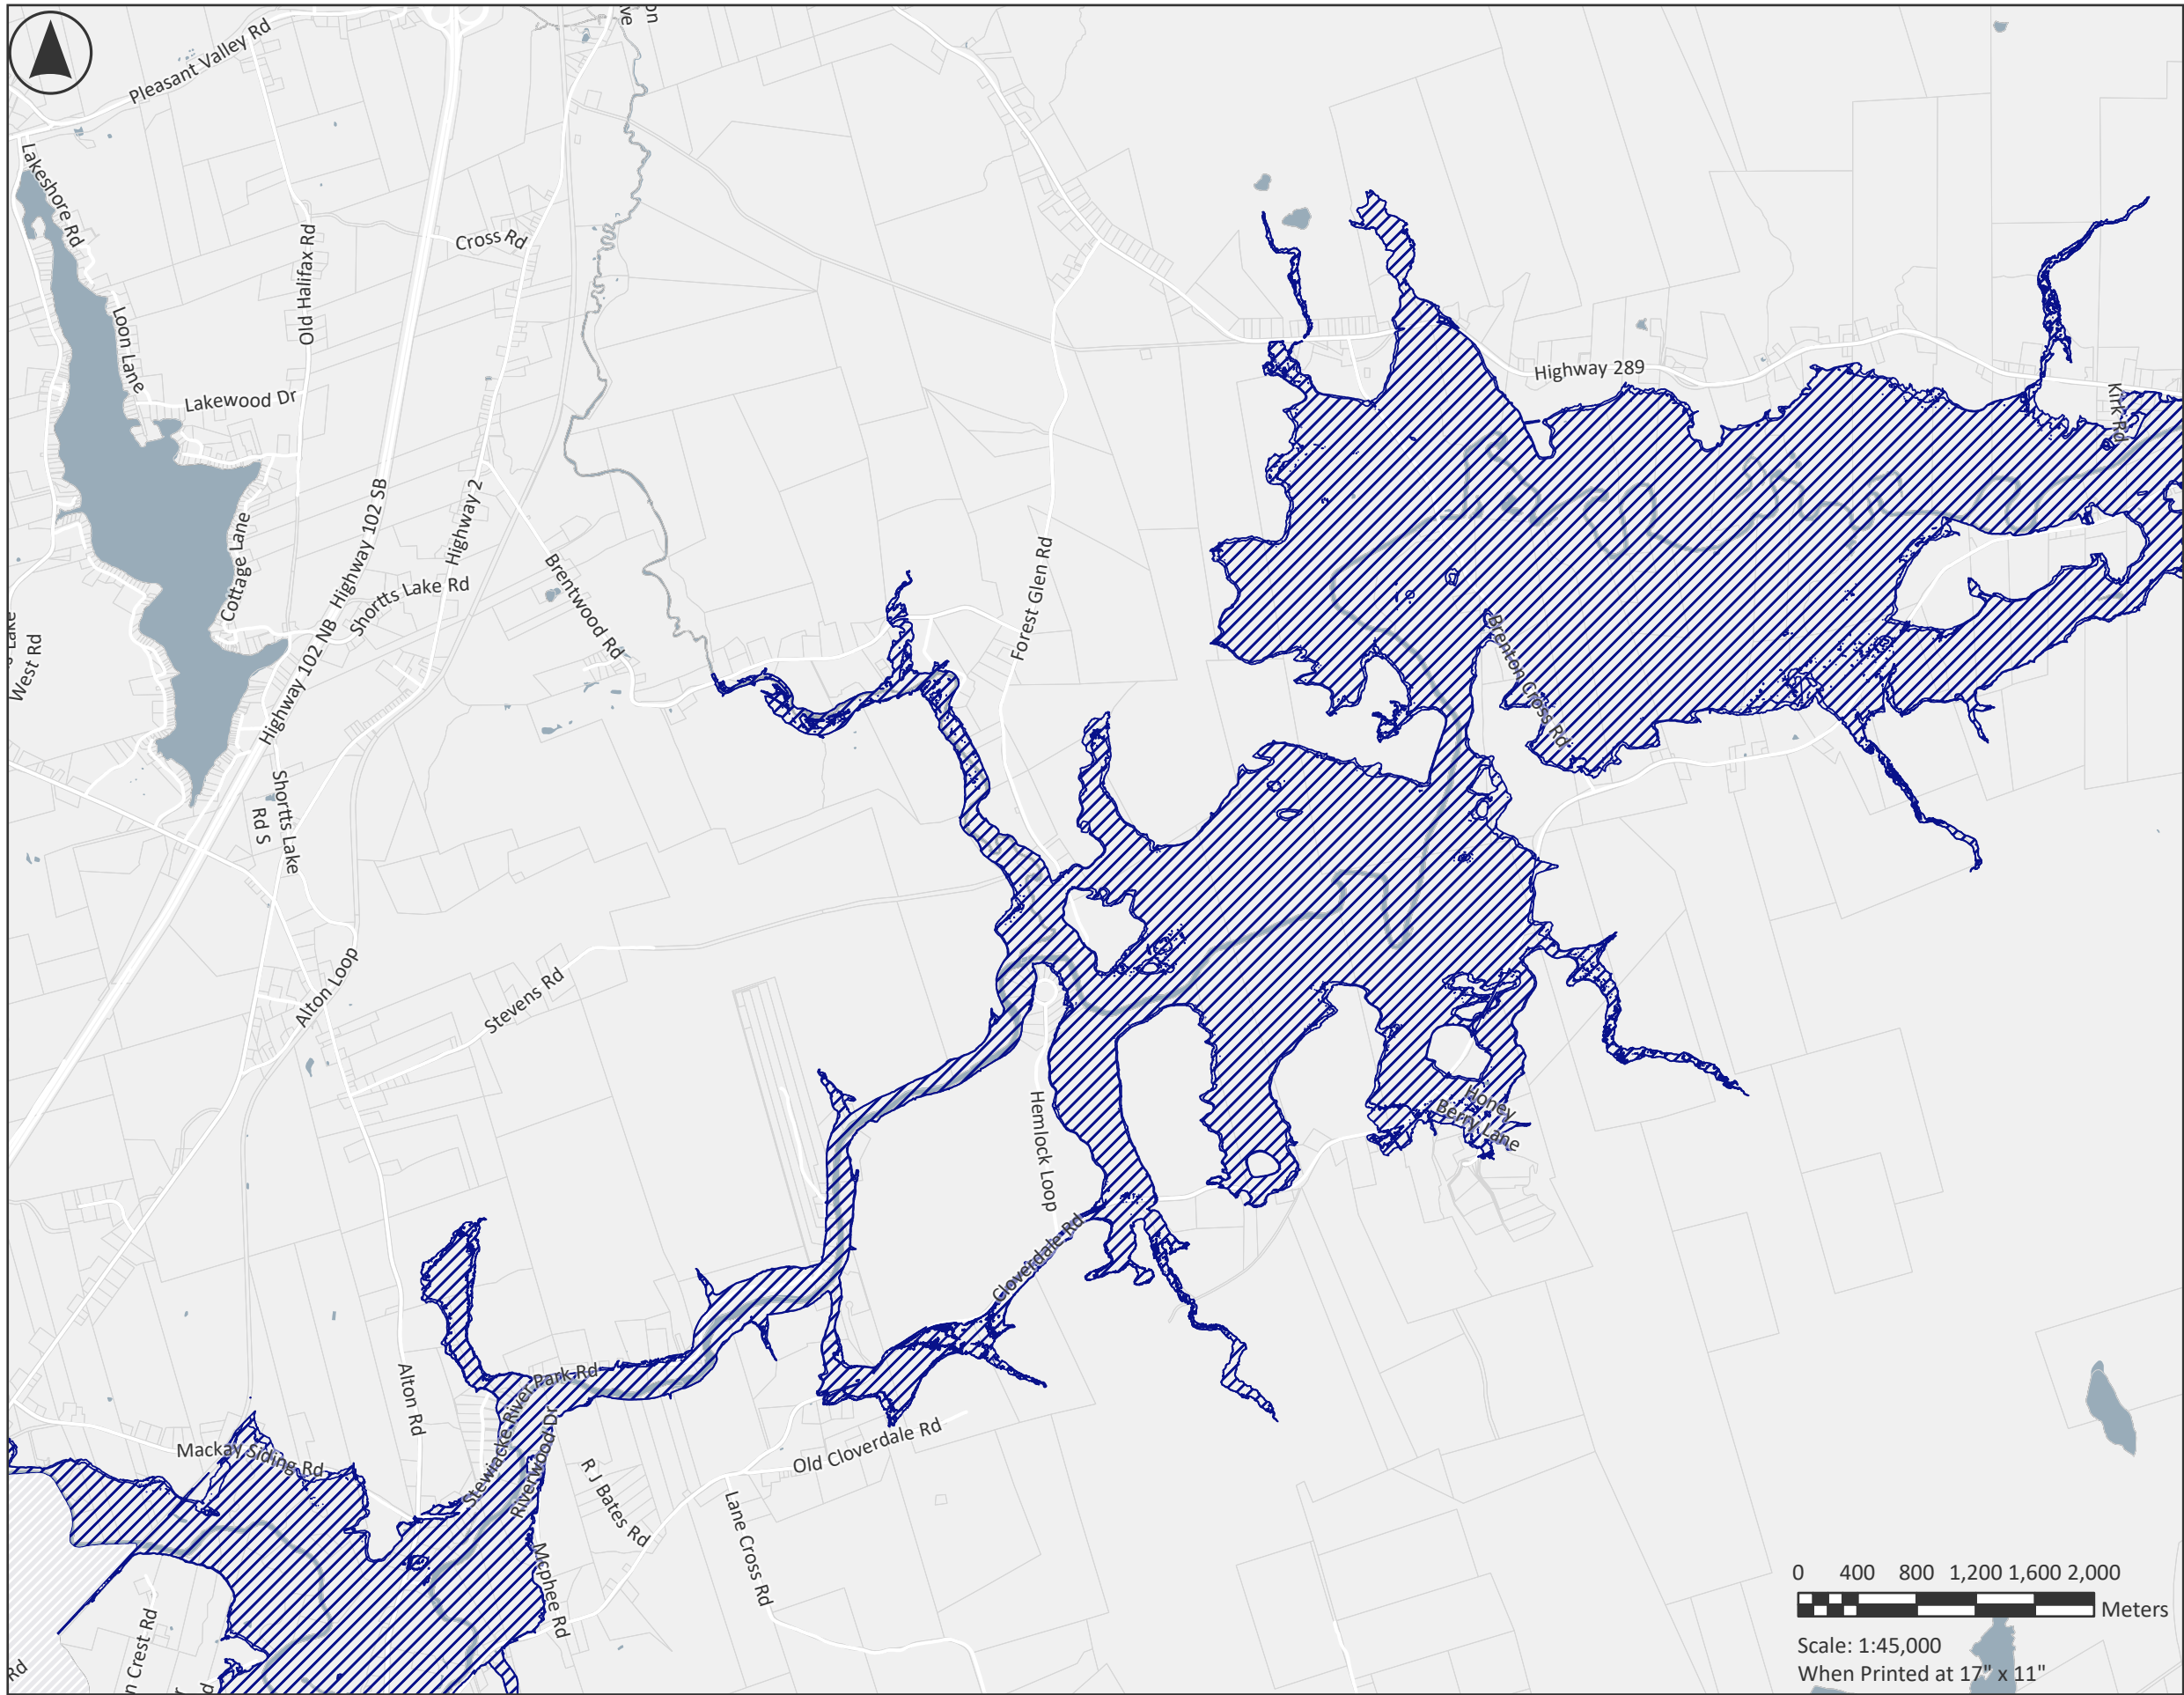 Pleasant Valley Rd
Lakeshore Rd
Cross Rd
Old Halifax Rd
Loon Lane
Lakewood Dr
Highway 289
Kirk Rd
Highway 102 SB
Highway 2
Cottage Lane
Shortts Lake Rd
Brentwood Rd
Forest Glen Rd
Brenton Cross Rd
West Rd
Highway 102 NB
Shortts Lake
Rd S
Alton Loop
Stevens Rd
Hemlock Loop
Honey
Berry Lane
Cloverdale Rd
Alton Rd
Stewiacke River Park Rd
Riverwood Dr
Mackay Siding Rd
Old Cloverdale Rd
R J Bates Rd
Lane Cross Rd
Mcphee Rd
n Crest Rd
Rd
0 400 800 1,200 1,600 2,000
Meters
Scale: 1:45,000
When Printed at 17" x 11"